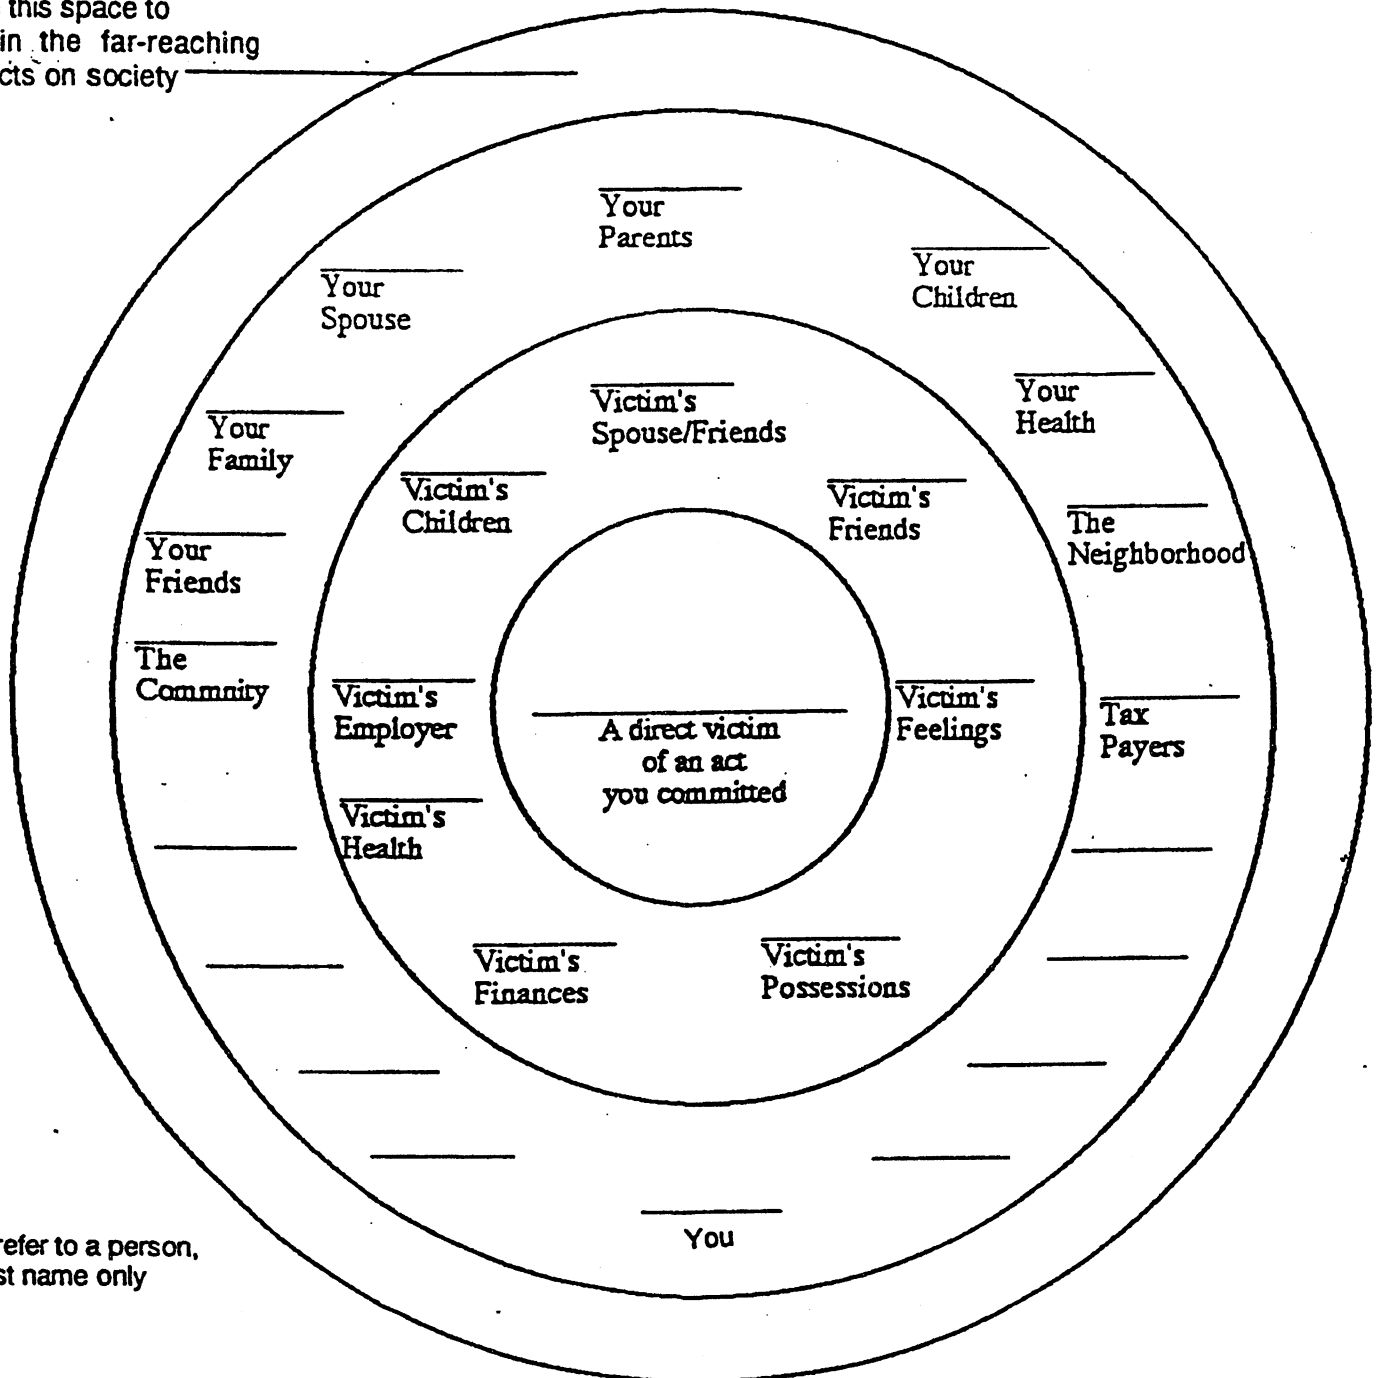 this space to
in the far-reaching
cts on society
Your
Parents
Your
Children
Your
Spouse
Your
Health
Victim's
Spouse/Friends
Your
Family
Victim's
Children
Victim's
Friends
The
Neighborhood
Your
Friends
The
Commnity
Victim's
Employer
A direct victim
of an act
you committed
Victim's
Feelings
Tax
Payers
Victim's
Health
Victim's
Finances
Victim's
Possessions
You
refer to a person,
st name only